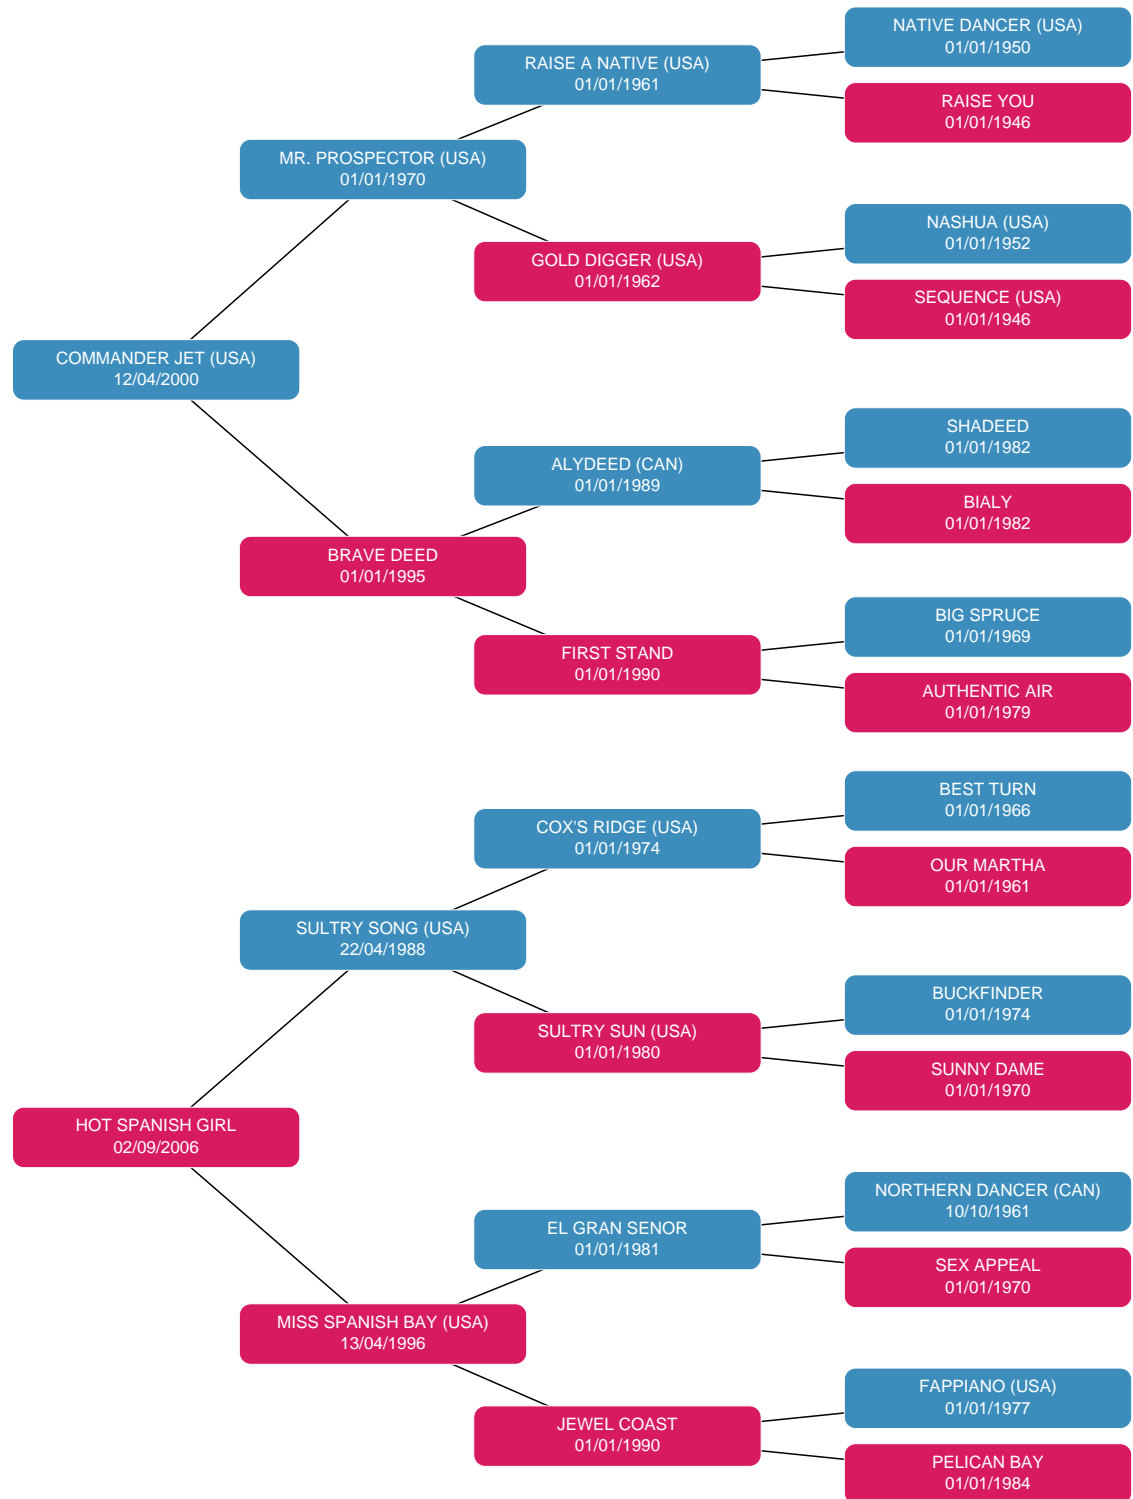 NATIVE DANCER (USA)
01/01/1950
RAISE A NATIVE (USA)
01/01/1961
RAISE YOU
01/01/1946
MR. PROSPECTOR (USA)
01/01/1970
NASHUA (USA)
01/01/1952
GOLD DIGGER (USA)
01/01/1962
SEQUENCE (USA)
01/01/1946
COMMANDER JET (USA)
12/04/2000
SHADEED
01/01/1982
ALYDEED (CAN)
01/01/1989
BIALY
01/01/1982
BRAVE DEED
01/01/1995
BIG SPRUCE
01/01/1969
FIRST STAND
01/01/1990
AUTHENTIC AIR
01/01/1979
BEST TURN
01/01/1966
COX'S RIDGE (USA)
01/01/1974
OUR MARTHA
01/01/1961
SULTRY SONG (USA)
22/04/1988
BUCKFINDER
01/01/1974
SULTRY SUN (USA)
01/01/1980
SUNNY DAME
01/01/1970
HOT SPANISH GIRL
02/09/2006
NORTHERN DANCER (CAN)
10/10/1961
EL GRAN SENOR
01/01/1981
SEX APPEAL
01/01/1970
MISS SPANISH BAY (USA)
13/04/1996
FAPPIANO (USA)
01/01/1977
JEWEL COAST
01/01/1990
PELICAN BAY
01/01/1984